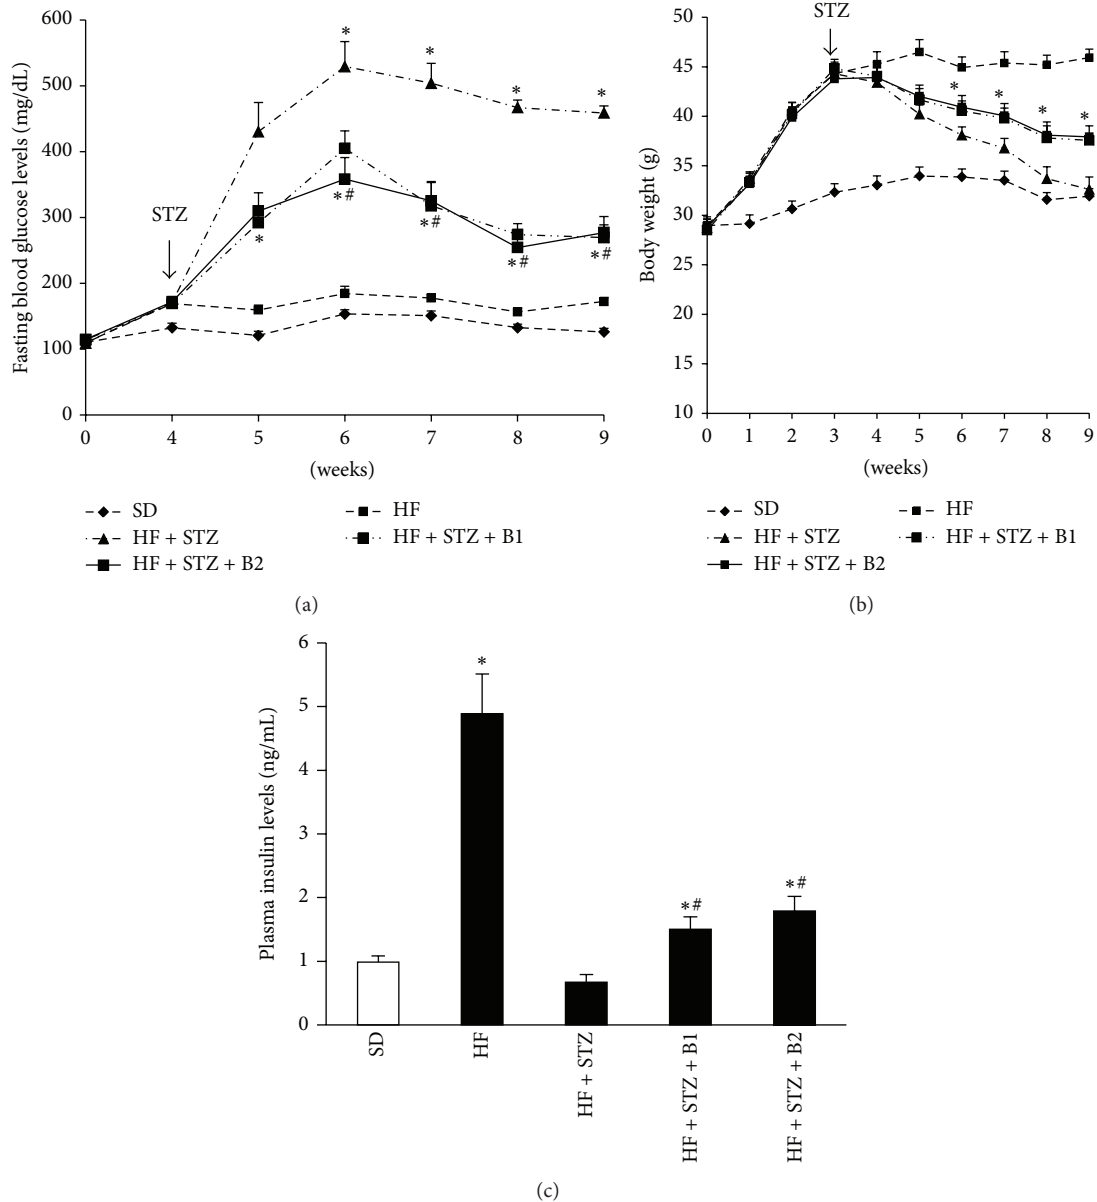 600
500
400
300
200
100
0
Fasting blood glucose levels (mg/dL)
STZ
*
*
*
*
*
*#
*#
*#
*#
0 4 5 6 7 8 9
(weeks)
SD HF
HF + STZ HF + STZ + B1
HF + STZ + B2
(a)
50
45
40
35
30
25
20
15
10
Body weight (g)
STZ
* * * *
0 1 2 3 4 5 6 7 8 9
(weeks)
SD HF
HF + STZ HF + STZ + B1
HF + STZ + B2
(b)
6
5
4
3
2
1
0
Plasma insulin levels (ng/mL)
*
*#
*#
SD
HF
HF + STZ
HF + STZ + B1
HF + STZ + B2
(c)